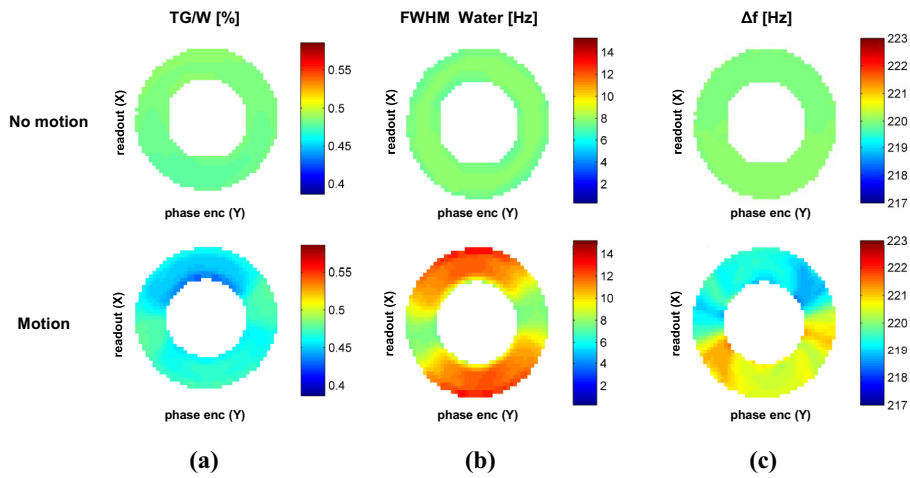 TG/W [%]
FWHM Water [Hz]
Δf [Hz]
No motion
readout (X)
phase enc (Y)
0.55
0.5
0.45
0.4
readout (X)
phase enc (Y)
14
12
10
8
6
4
2
readout (X)
phase enc (Y)
223
222
221
220
219
218
217
Motion
readout (X)
phase enc (Y)
0.55
0.5
0.45
0.4
readout (X)
phase enc (Y)
14
12
10
8
6
4
2
readout (X)
phase enc (Y)
223
222
221
220
219
218
217
(a)
(b)
(c)